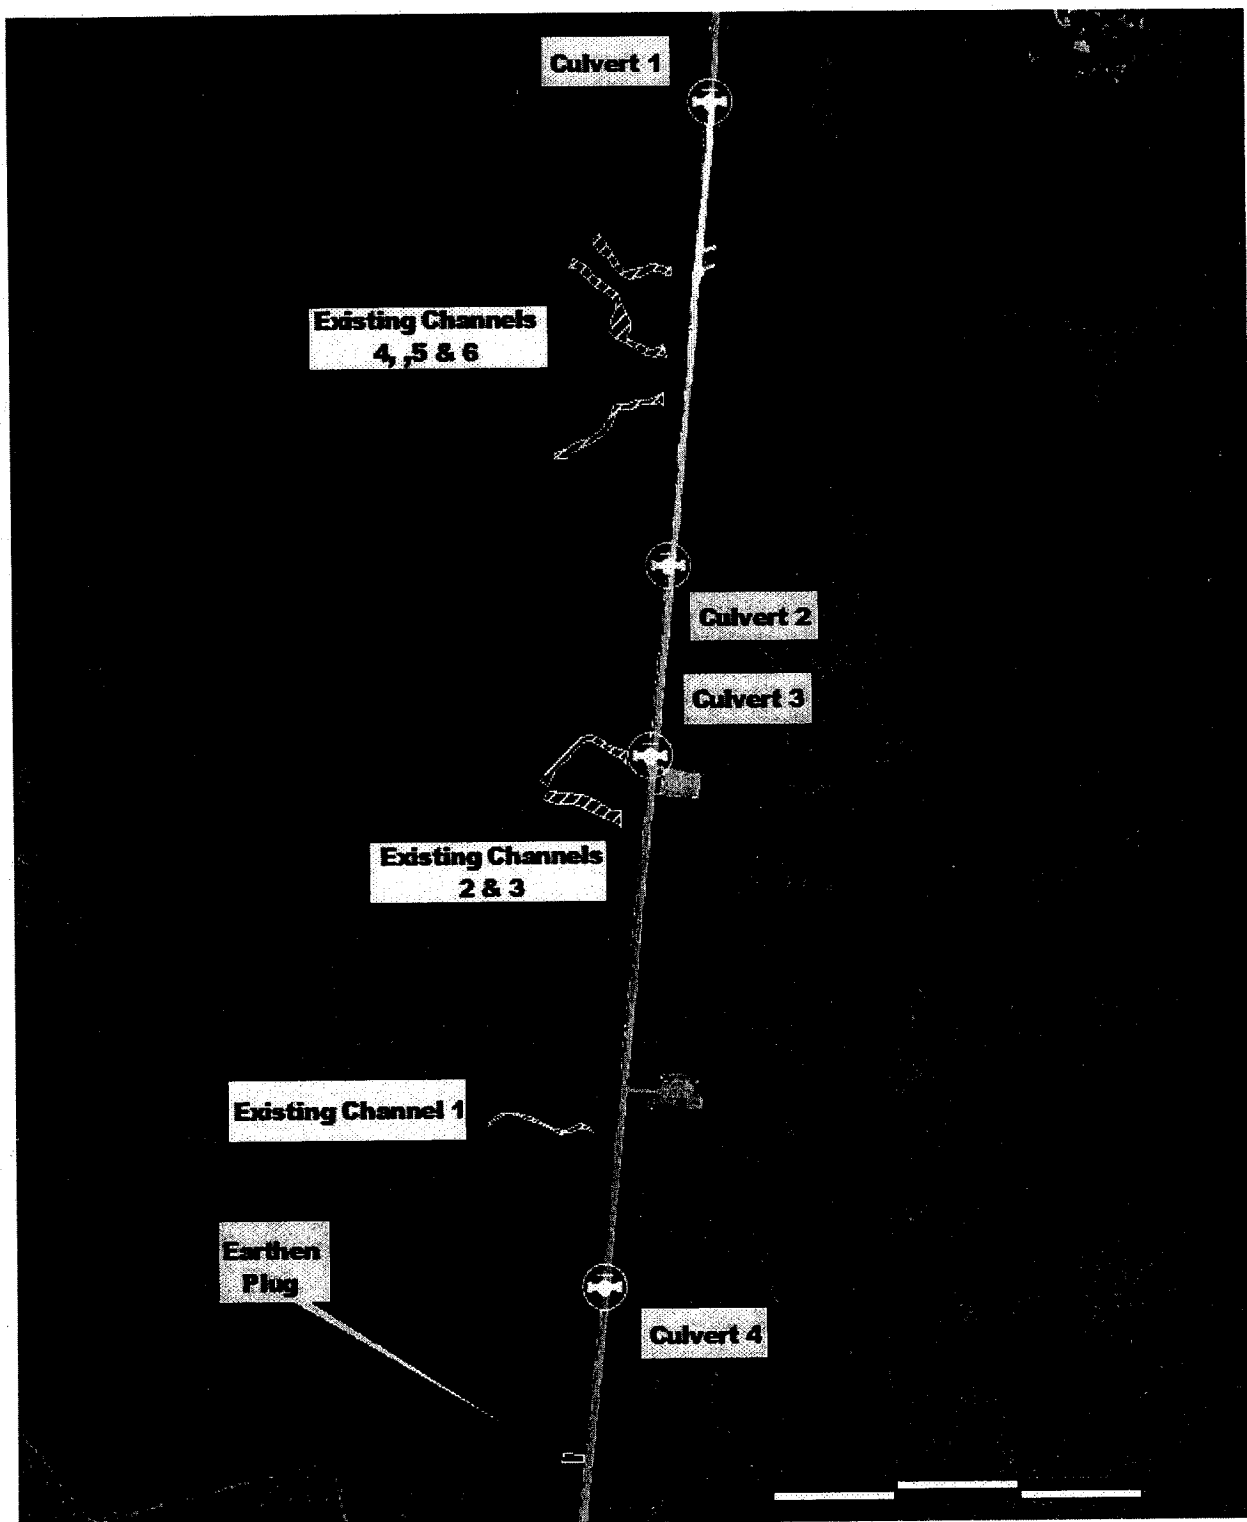 Culvert 1
Existing Channels
4, ,5 & 6
Culvert 2
Culvert 3
Existing Channels
2 & 3
Existing Channel 1
Earthen
Plug
Culvert 4